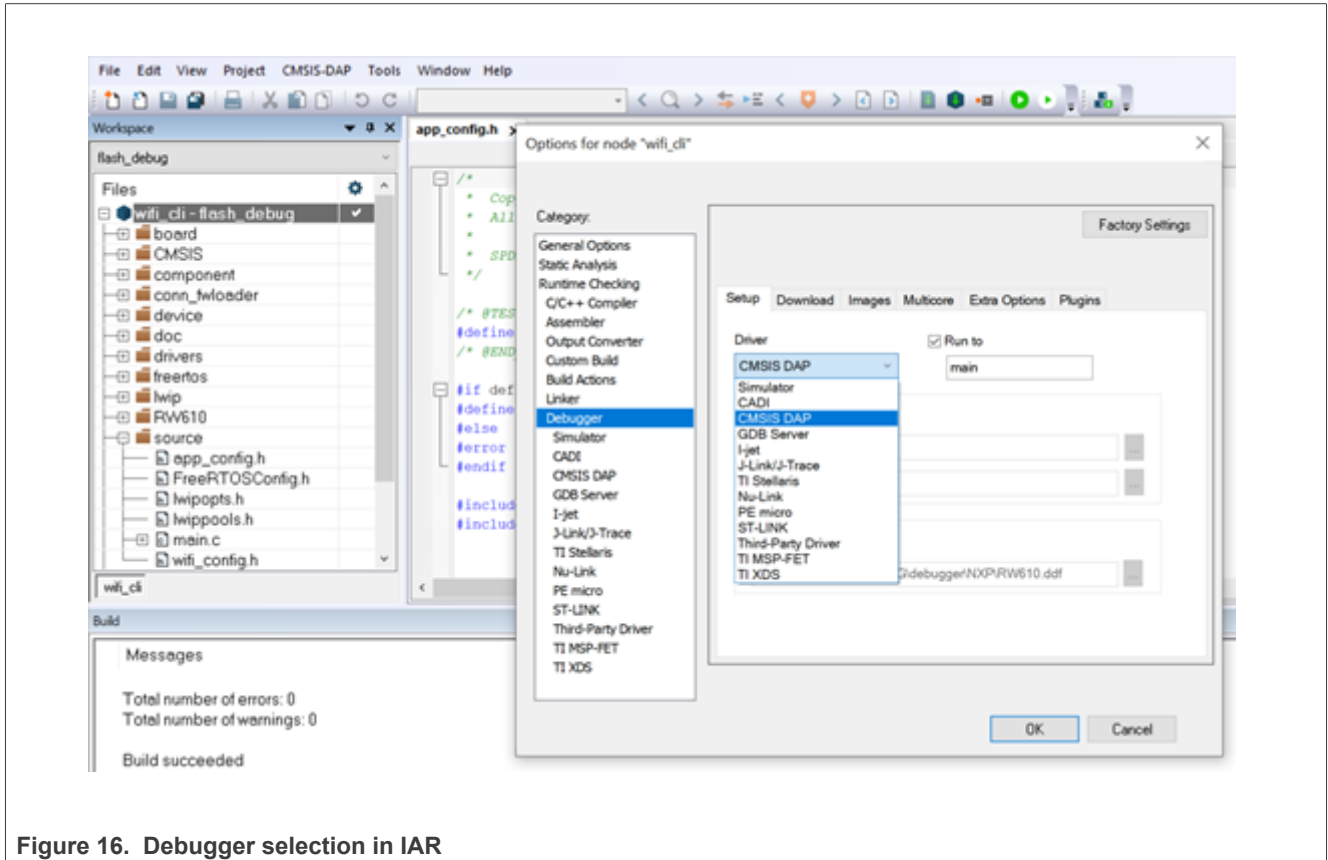 File Edit View Project CMSIS-DAP Tools Window Help
Workspace
flash_debug
Files
wifi_cli - flash_debug
board
CMSIS
component
conn_fwloader
device
doc
drivers
freertos
lwip
RW610
source
app_config.h
FreeRTOSConfig.h
lwipopts.h
lwippools.h
main.c
wifi_config.h
wifi_cli
app_config.h
/*
* Cop
* All
*
* SPD
*/
/* @TES
#define
/* @END
#if def
#define
#else
#error
#endif
#includ
#includ
Options for node "wifi_cli"
Category:
General Options
Static Analysis
Runtime Checking
C/C++ Compiler
Assembler
Output Converter
Custom Build
Build Actions
Linker
Debugger
Simulator
CADI
CMSIS DAP
GDB Server
I-jet
J-Link/J-Trace
TI Stellaris
Nu-Link
PE micro
ST-LINK
Third-Party Driver
TI MSP-FET
TI XDS
Factory Settings
Setup Download Images Multicore Extra Options Plugins
Driver
Run to
CMSIS DAP
main
Simulator
CADI
CMSIS DAP
GDB Server
I-jet
J-Link/J-Trace
TI Stellaris
Nu-Link
PE micro
ST-LINK
Third-Party Driver
TI MSP-FET
TI XDS
G\debugger\NXP\RW610.ddf
OK Cancel
Build
Messages
Total number of errors: 0
Total number of warnings: 0
Build succeeded
Figure 16. Debugger selection in IAR